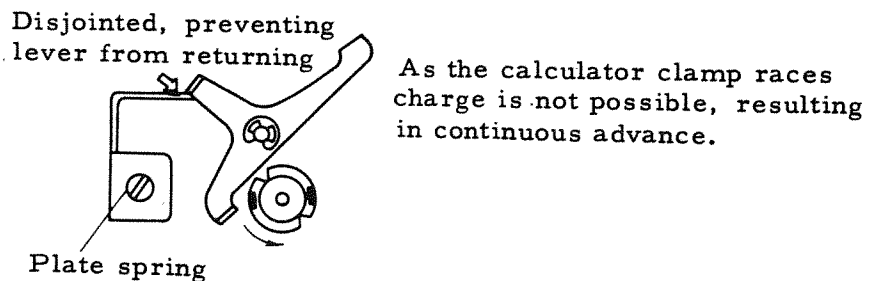 Disjointed, preventing
lever from returning
As the calculator clamp races
charge is not possible, resulting
in continuous advance.
Plate spring